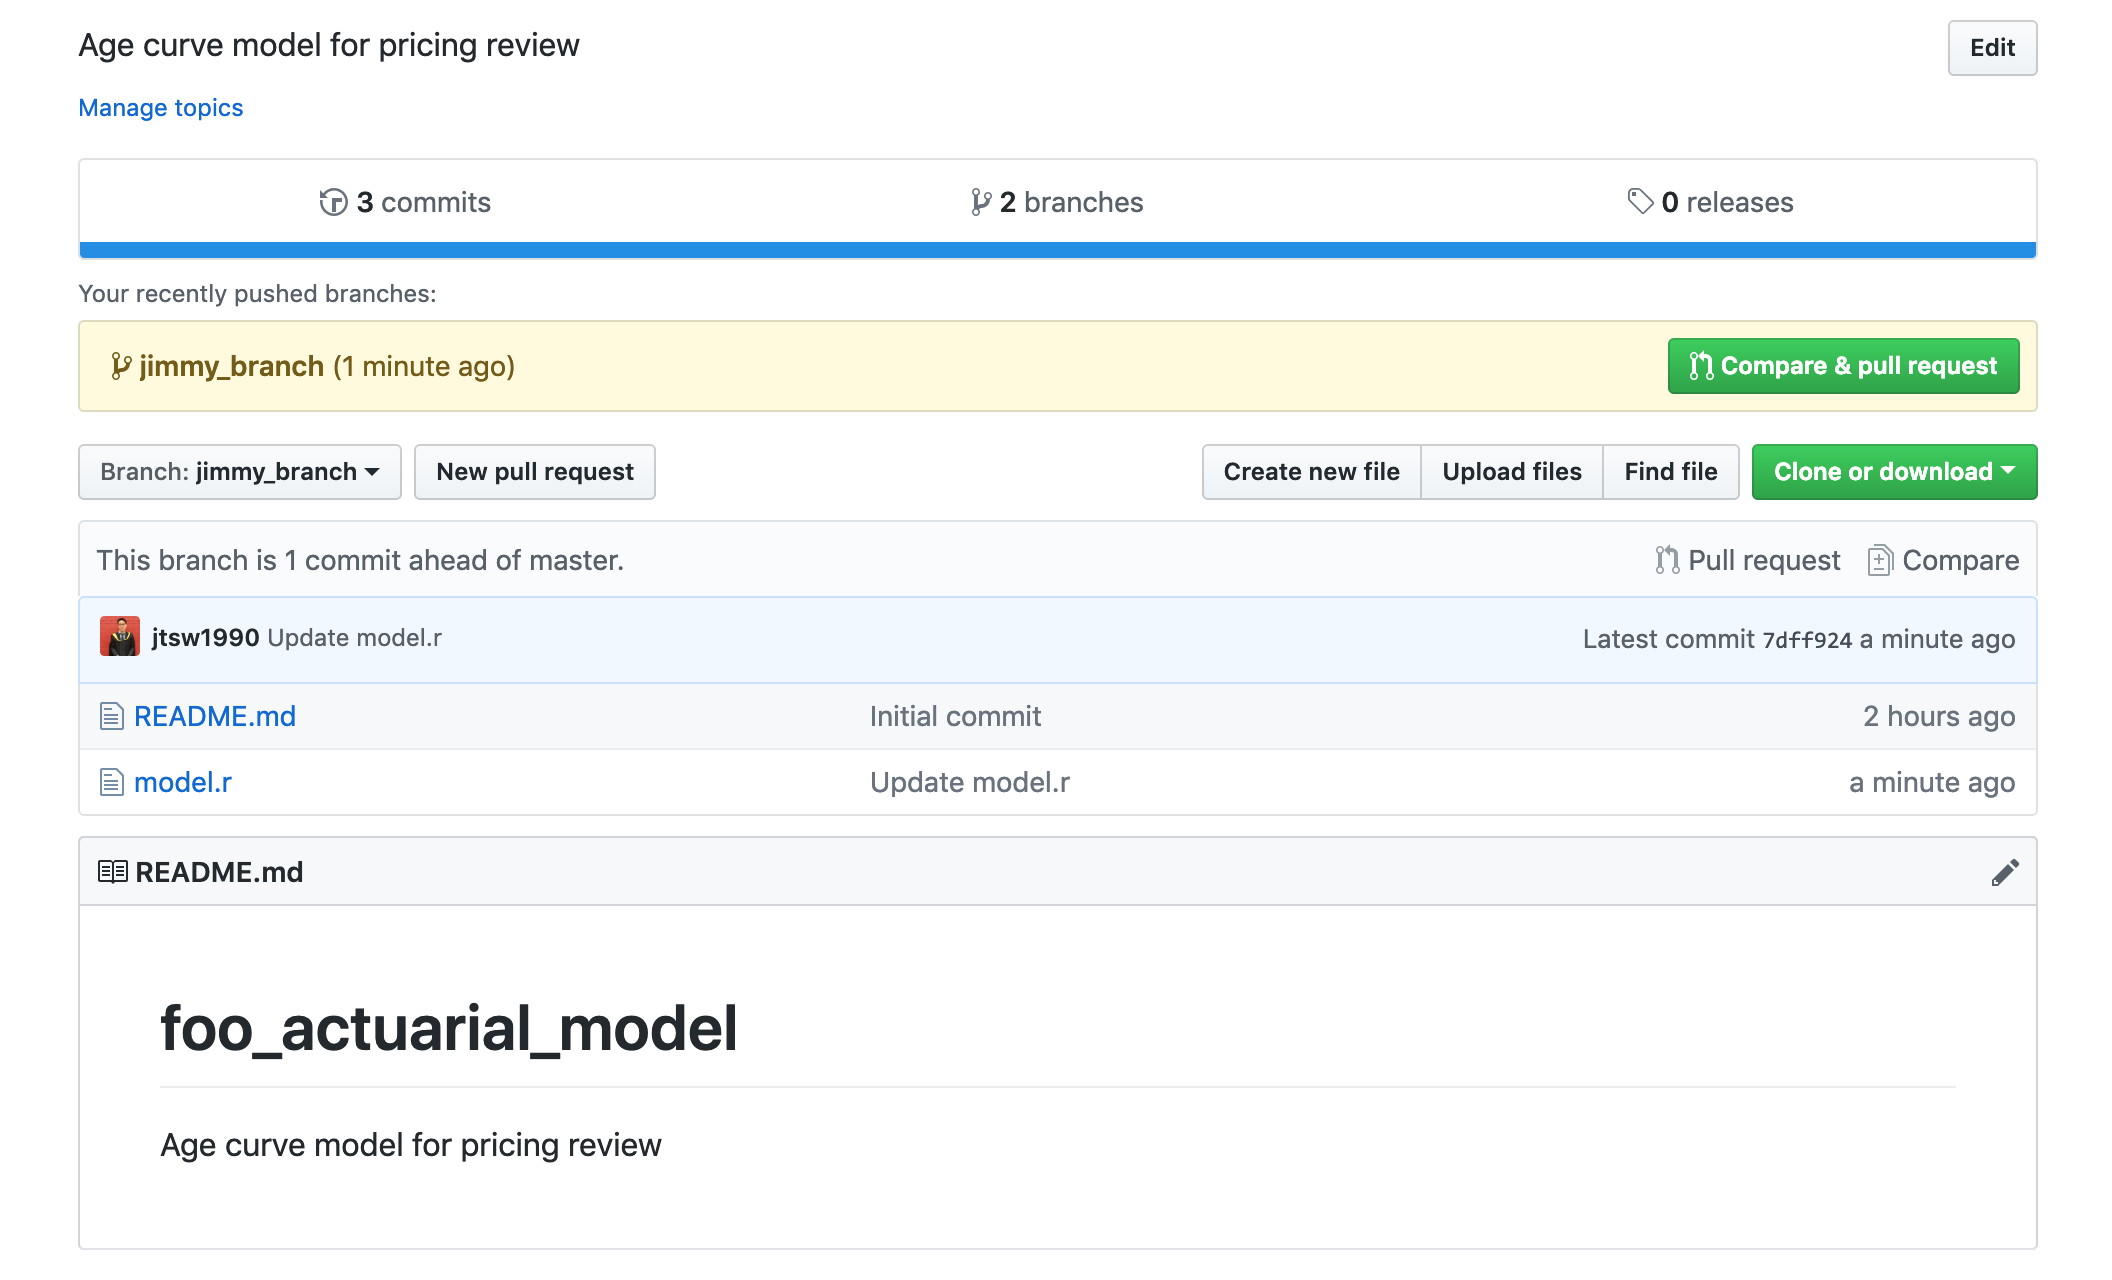 Age curve model for pricing review
Edit
Manage topics
3 commits
2 branches
0 releases
Your recently pushed branches:
jimmy_branch (1 minute ago)
Compare & pull request
Branch: jimmy_branch
New pull request
Create new file
Upload files
Find file
Clone or download
This branch is 1 commit ahead of master.
Pull request
Compare
jtsw1990 Update model.r
Latest commit 7dff924 a minute ago
README.md
Initial commit
2 hours ago
model.r
Update model.r
a minute ago
README.md
foo_actuarial_model
Age curve model for pricing review